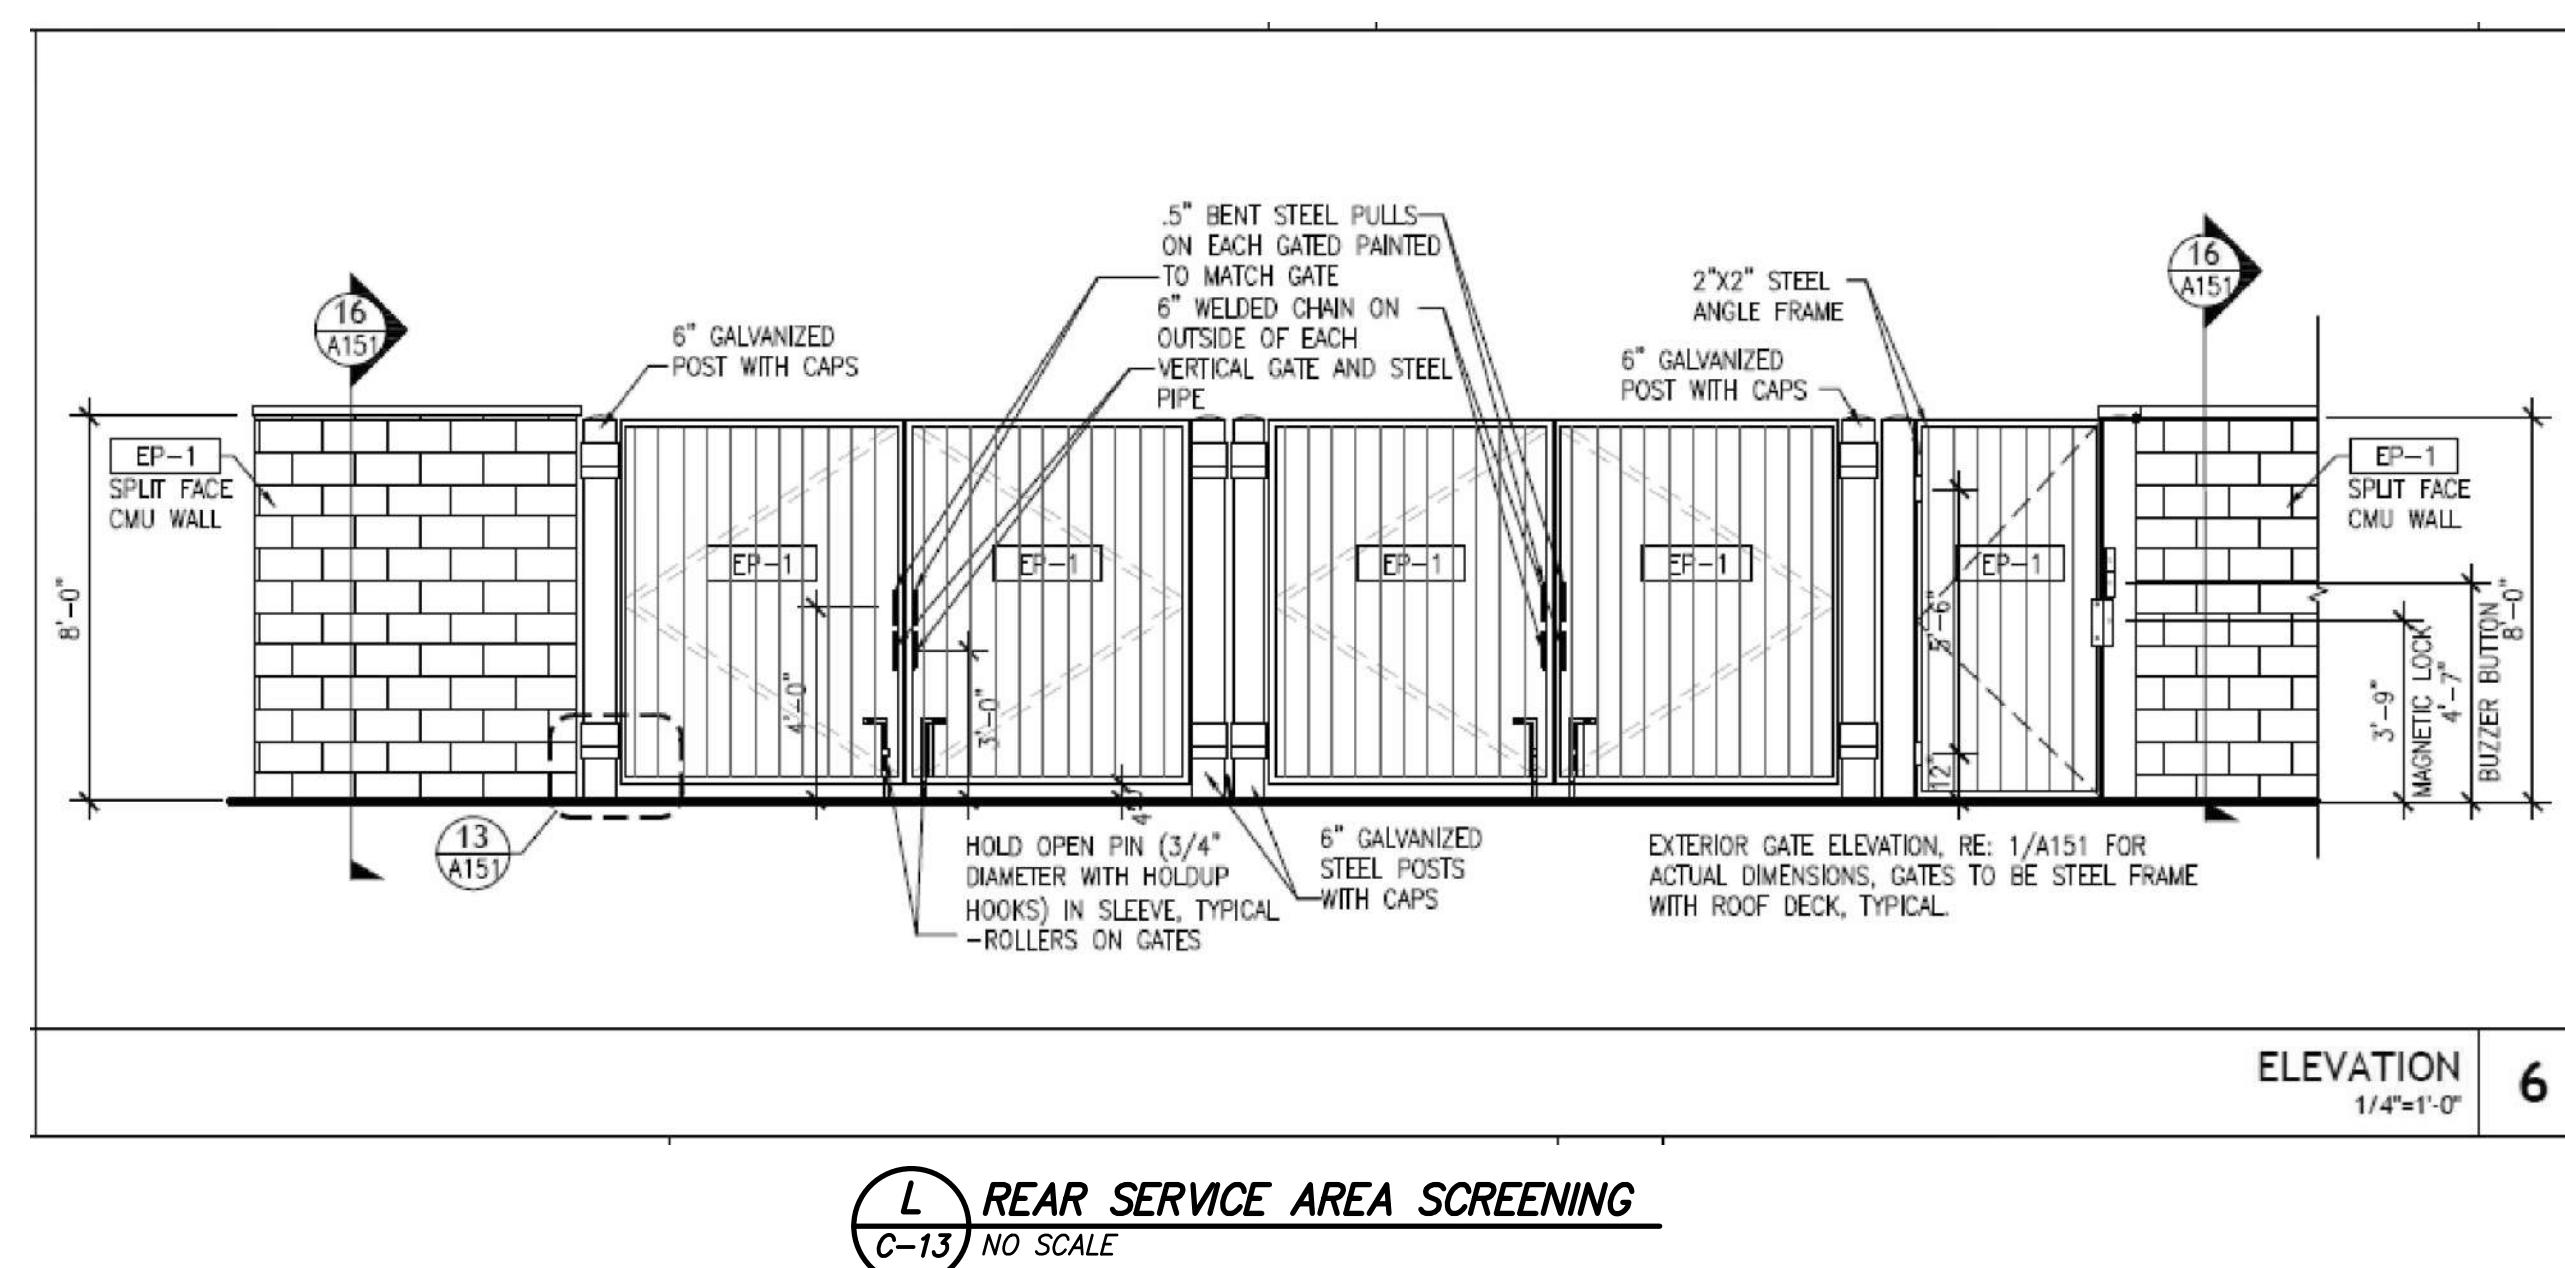 .5" BENT STEEL PULLS
ON EACH GATED PAINTED
TO MATCH GATE
6" WELDED CHAIN ON
OUTSIDE OF EACH
VERTICAL GATE AND STEEL
PIPE
2"X2" STEEL
ANGLE FRAME
16
A151
16
A151
6" GALVANIZED
POST WITH CAPS
6" GALVANIZED
POST WITH CAPS
EP-1
SPLIT FACE
CMU WALL
EP-1
SPLIT FACE
CMU WALL
EP-1
EP-1
EP-1
EP-1
EP-1
8'-0"
4'-0"
3'-0"
4"
5'-6"
12"
3'-9"
MAGNETIC LOCK
4'-7"
BUZZER BUTTON
8'-0"
13
A151
HOLD OPEN PIN (3/4"
DIAMETER WITH HOLDUP
HOOKS) IN SLEEVE, TYPICAL
-ROLLERS ON GATES
6" GALVANIZED
STEEL POSTS
WITH CAPS
EXTERIOR GATE ELEVATION, RE: 1/A151 FOR
ACTUAL DIMENSIONS, GATES TO BE STEEL FRAME
WITH ROOF DECK, TYPICAL.
ELEVATION
1/4"=1'-0"
6
L
C-13
REAR SERVICE AREA SCREENING
NO SCALE